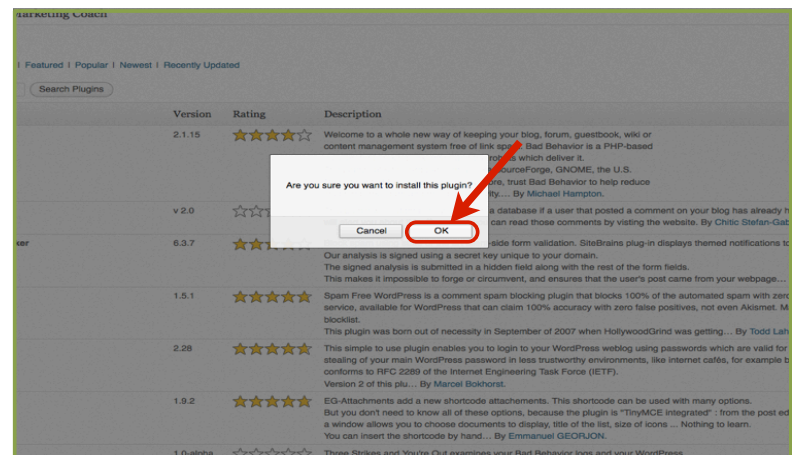 Marketing Coach
| Featured | Popular | Newest | Recently Updated
Search Plugins
Version Rating Description
2.1.15 Welcome to a whole new way of keeping your blog, forum, guestbook, wiki or
content management system free of link spam. Bad Behavior is a PHP-based
which deliver it.
SourceForge, GNOME, the U.S.
trust Bad Behavior to help reduce
By Michael Hampton.
Are you sure you want to install this plugin?
Cancel OK
v 2.0 a database if a user that posted a comment on your blog has already
can read those comments by visting the website. By Chitic Stefan-Gab
ker 6.3.7 -side form validation. SiteBrains plug-in displays themed notifications to
Our analysis is signed using a secret key unique to your domain.
The signed analysis is submitted in a hidden field along with the rest of the form fields.
This makes it impossible to forge or circumvent, and ensures that the user's post came from your webpage…
1.5.1 Spam Free WordPress is a comment spam blocking plugin that blocks 100% of the automated spam with zero
service, available for WordPress that can claim 100% accuracy with zero false positives, not even Akismet. M
blocklist.
This plugin was born out of necessity in September of 2007 when HollywoodGrind was getting… By Todd Lah
2.28 This simple to use plugin enables you to login to your WordPress weblog using passwords which are valid for
stealing of your main WordPress password in less trustworthy environments, like internet cafés, for example b
conforms to RFC 2289 of the Internet Engineering Task Force (IETF).
Version 2 of this plu… By Marcel Bokhorst.
1.9.2 EG-Attachments add a new shortcode attachements. This shortcode can be used with many options.
But you don't need to know all of these options, because the plugin is "TinyMCE integrated" : from the post ed
a window allows you to choose documents to display, title of the list, size of icons ... Nothing to learn.
You can insert the shortcode by hand… By Emmanuel GEORJON.
1.0-alpha Three Strikes and You're Out examines your Bad Behavior logs and your WordPress